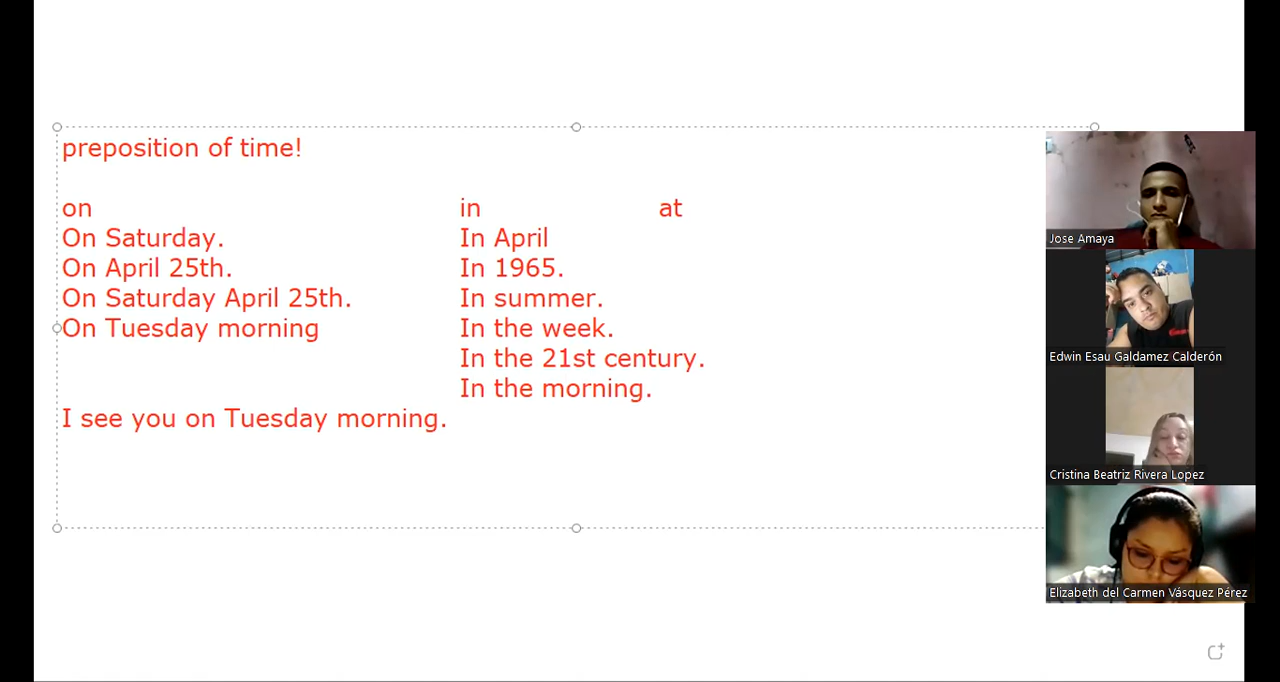 preposition of time!
on in at
On Saturday. In April
On April 25th. In 1965.
On Saturday April 25th. In summer.
On Tuesday morning In the week.
In the 21st century.
In the morning.
I see you on Tuesday morning.
Jose Amaya
Edwin Esau Galdamez Calderón
Cristina Beatriz Rivera Lopez
Elizabeth del Carmen Vásquez Pérez